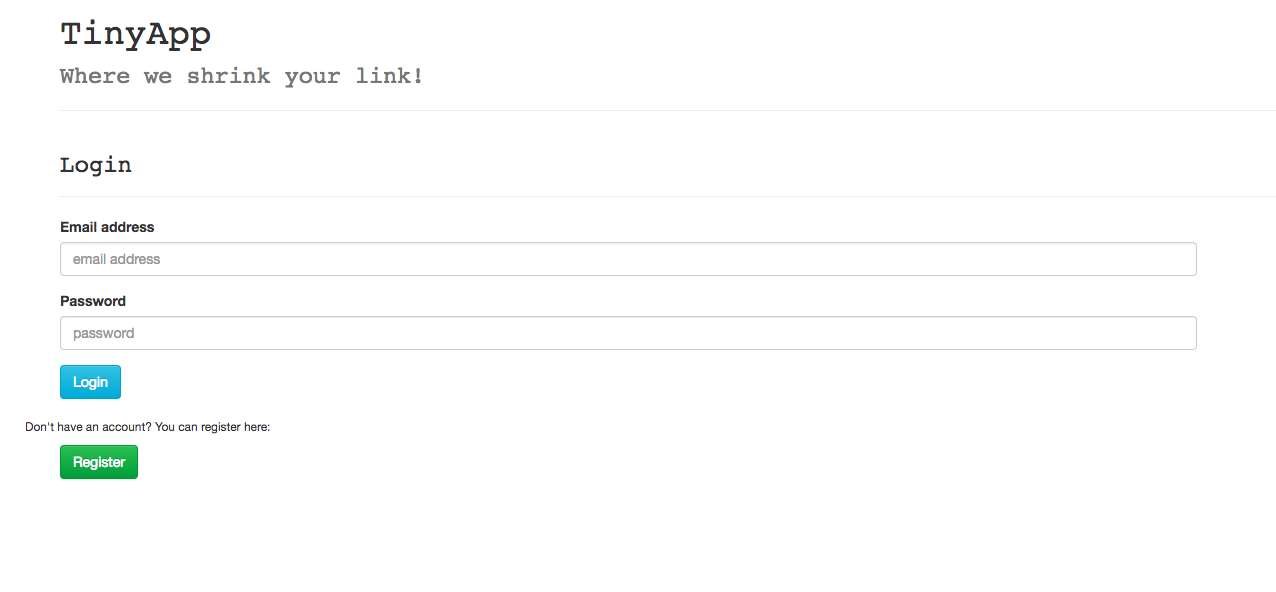 TinyApp
Where we shrink your link!
Login
Email address
email address
Password
password
Login
Don't have an account? You can register here:
Register